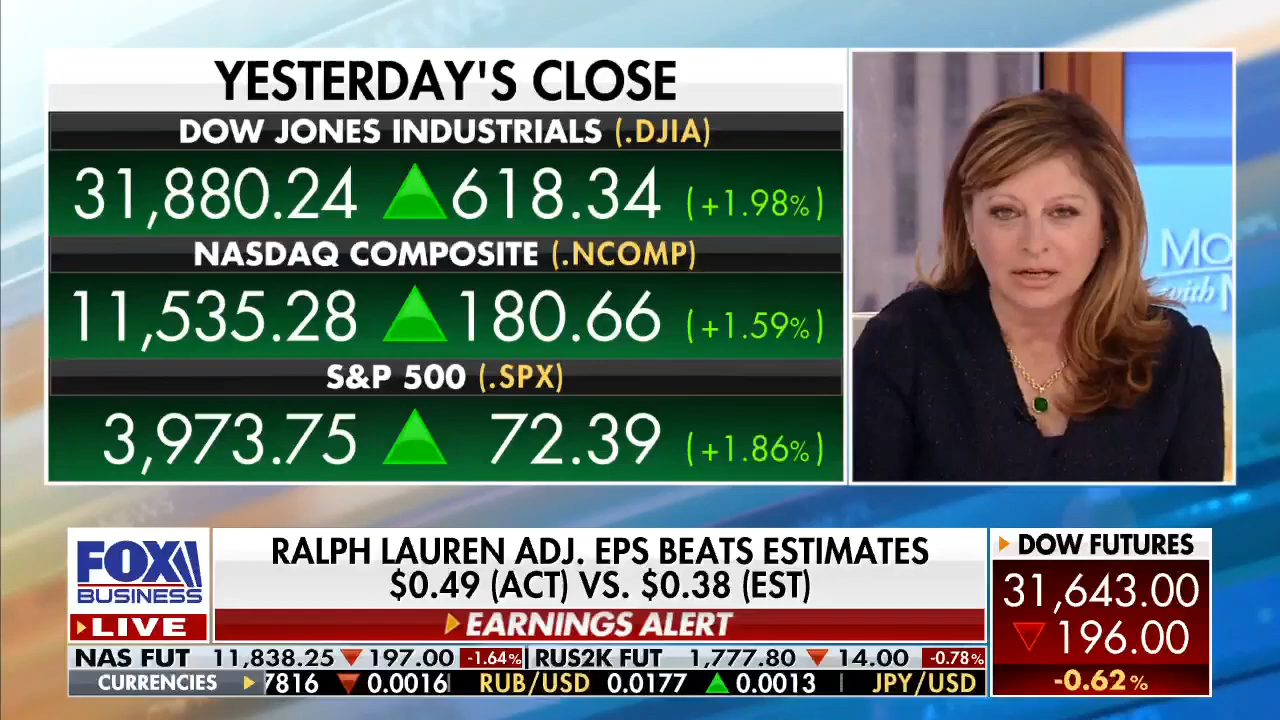 YESTERDAY'S CLOSE
DOW JONES INDUSTRIALS (.DJIA)
31,880.24 ▲ 618.34 (+1.98%)
NASDAQ COMPOSITE (.NCOMP)
11,535.28 ▲ 180.66 (+1.59%)
S&P 500 (.SPX)
3,973.75 ▲ 72.39 (+1.86%)
MO
with M
FOX
BUSINESS
LIVE
RALPH LAUREN ADJ. EPS BEATS ESTIMATES
$0.49 (ACT) VS. $0.38 (EST)
EARNINGS ALERT
DOW FUTURES
31,643.00
▼ 196.00
-0.62%
NAS FUT 11,838.25 ▼ 197.00 -1.64% RUS2K FUT 1,777.80 ▼ 14.00 -0.78%
CURRENCIES 7816 ▼ 0.0016 RUB/USD 0.0177 ▲ 0.0013 JPY/USD